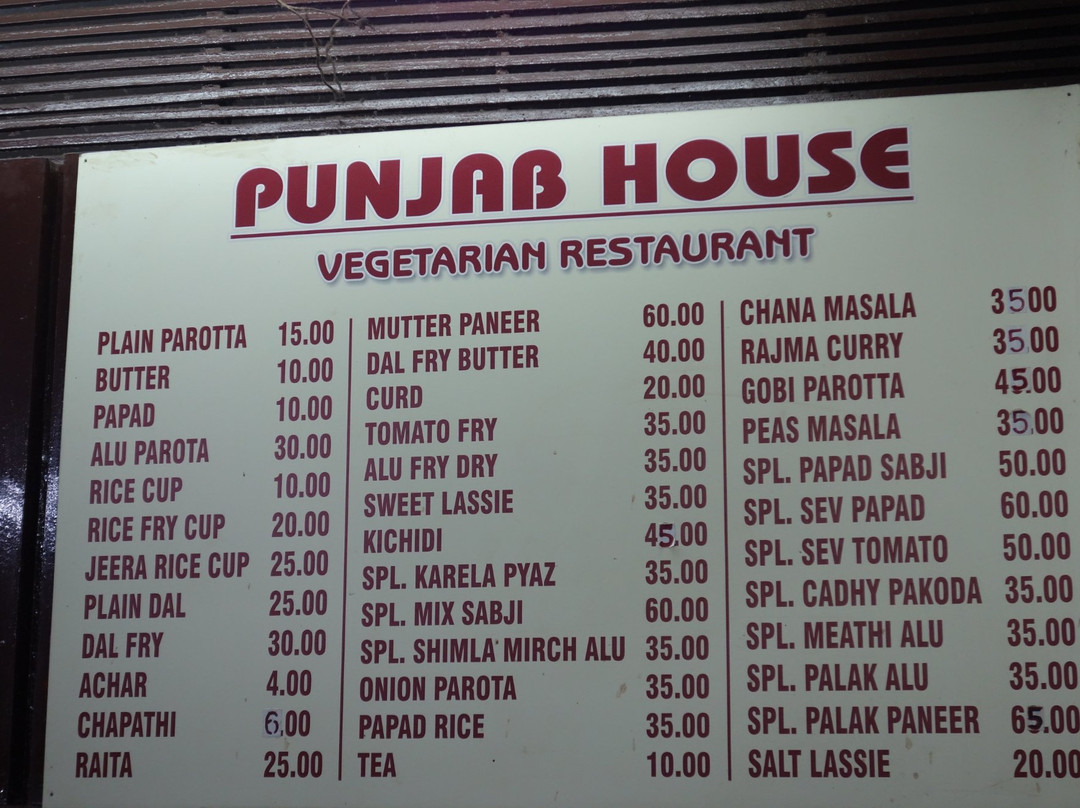 PUNJAB HOUSE
VEGETARIAN RESTAURANT
PLAIN PAROTTA 15.00
BUTTER 10.00
PAPAD 10.00
ALU PAROTA 30.00
RICE CUP 10.00
RICE FRY CUP 20.00
JEERA RICE CUP 25.00
PLAIN DAL 25.00
DAL FRY 30.00
ACHAR 4.00
CHAPATHI 6.00
RAITA 25.00
MUTTER PANEER 60.00
DAL FRY BUTTER 40.00
CURD 20.00
TOMATO FRY 35.00
ALU FRY DRY 35.00
SWEET LASSIE 35.00
KICHIDI 45.00
SPL. KARELA PYAZ 35.00
SPL. MIX SABJI 60.00
SPL. SHIMLA MIRCH ALU 35.00
ONION PAROTA 35.00
PAPAD RICE 35.00
TEA 10.00
CHANA MASALA 3500
RAJMA CURRY 35.00
GOBI PAROTTA 45.00
PEAS MASALA 35.00
SPL. PAPAD SABJI 50.00
SPL. SEV PAPAD 60.00
SPL. SEV TOMATO 50.00
SPL. CADHY PAKODA 35.00
SPL. MEATHI ALU 35.00
SPL. PALAK ALU 35.00
SPL. PALAK PANEER 65.00
SALT LASSIE 20.00